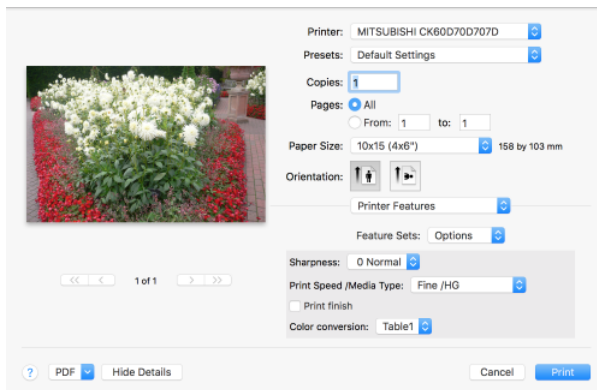 Printer: MITSUBISHI CK60D70D707D
Presets: Default Settings
Copies: 1
Pages: All
From: 1 to: 1
Paper Size: 10x15 (4x6") 158 by 103 mm
Orientation:
Printer Features
Feature Sets: Options
<< < 1 of 1 > >>
Sharpness: 0 Normal
Print Speed /Media Type: Fine /HG
Print finish
Color conversion: Table1
? PDF Hide Details Cancel Print